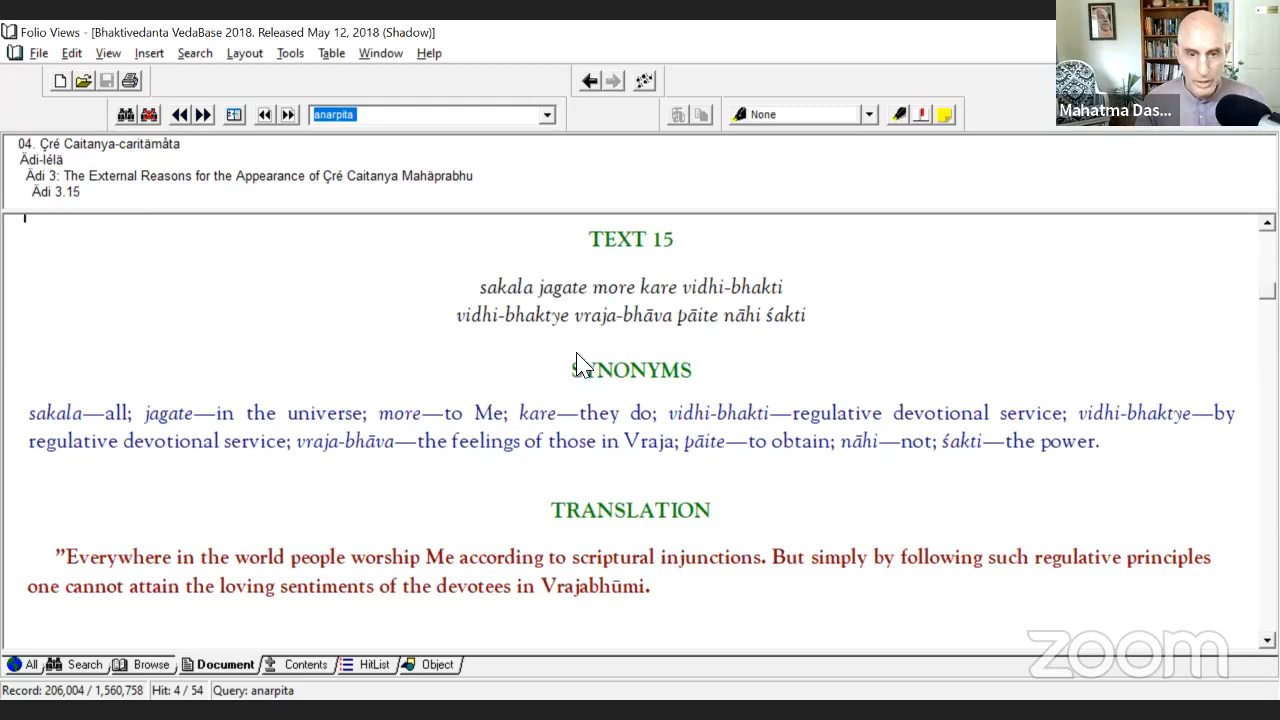 Folio Views - [Bhaktivedanta VedaBase 2018. Released May 12, 2018 (Shadow)]
File Edit View Insert Search Layout Tools Table Window Help
anarpita None
Mahatma Das...
04. Çré Caitanya-caritāmåta
Ädi-lélä
Ädi 3: The External Reasons for the Appearance of Çré Caitanya Mahäprabhu
Ädi 3.15
TEXT 15
sakala jagate more kare vidhi-bhakti
vidhi-bhaktye vraja-bhāva pāite nāhi śakti
SYNONYMS
sakala—all; jagate—in the universe; more—to Me; kare—they do; vidhi-bhakti—regulative devotional service; vidhi-bhaktye—by
regulative devotional service; vraja-bhāva—the feelings of those in Vraja; pāite—to obtain; nāhi—not; śakti—the power.
TRANSLATION
"Everywhere in the world people worship Me according to scriptural injunctions. But simply by following such regulative principles
one cannot attain the loving sentiments of the devotees in Vrajabhūmi.
zoom
All Search Browse Document Contents HitList Object
Record: 206,004 / 1,560,758 Hit: 4 / 54 Query: anarpita